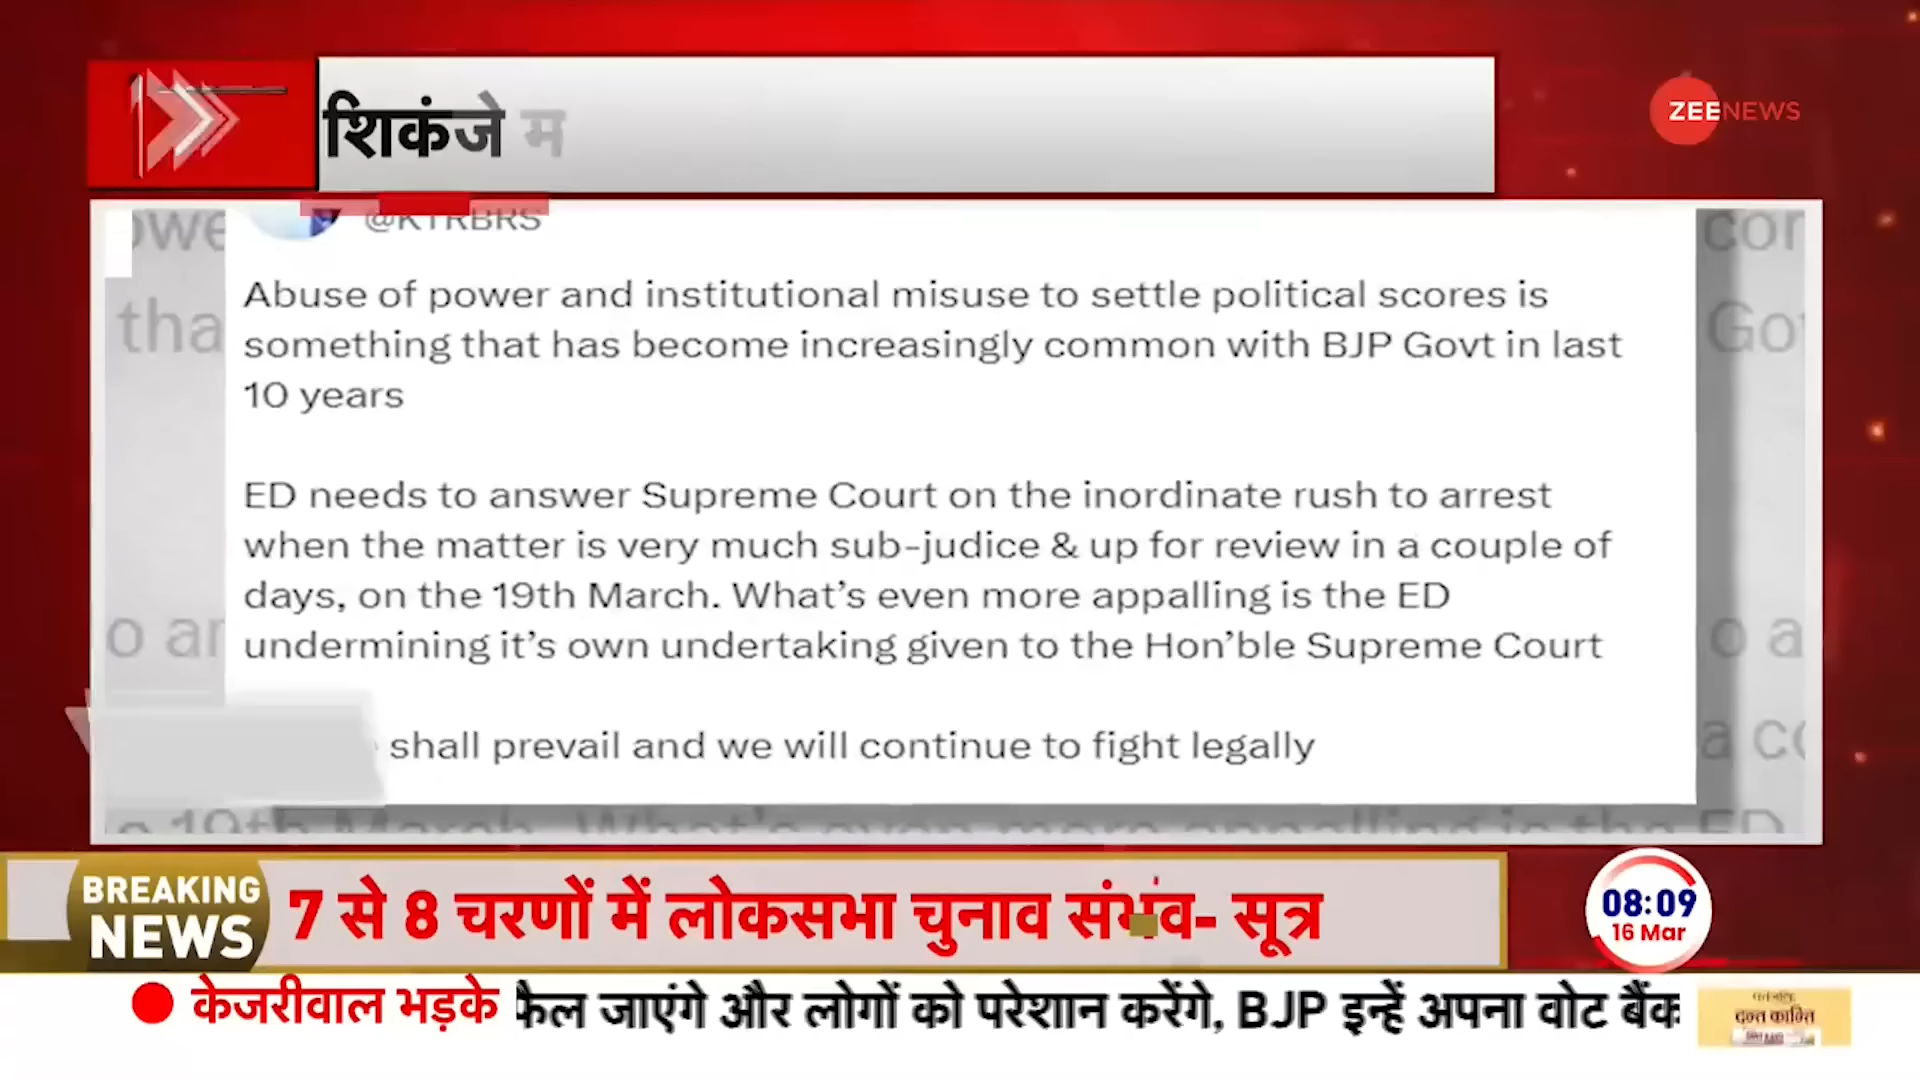 शिकंजे म
ZEENEWS
@KTRBRS
Abuse of power and institutional misuse to settle political scores is
something that has become increasingly common with BJP Govt in last
10 years
ED needs to answer Supreme Court on the inordinate rush to arrest
when the matter is very much sub-judice & up for review in a couple of
days, on the 19th March. What's even more appalling is the ED
undermining it's own undertaking given to the Hon'ble Supreme Court
shall prevail and we will continue to fight legally
BREAKING
NEWS
7 से 8 चरणों में लोकसभा चुनाव संभव- सूत्र
08:09
16 Mar
केजरीवाल भड़के फैल जाएंगे और लोगों को परेशान करेंगे, BJP इन्हें अपना वोट बैंक
दन्त कान्ति